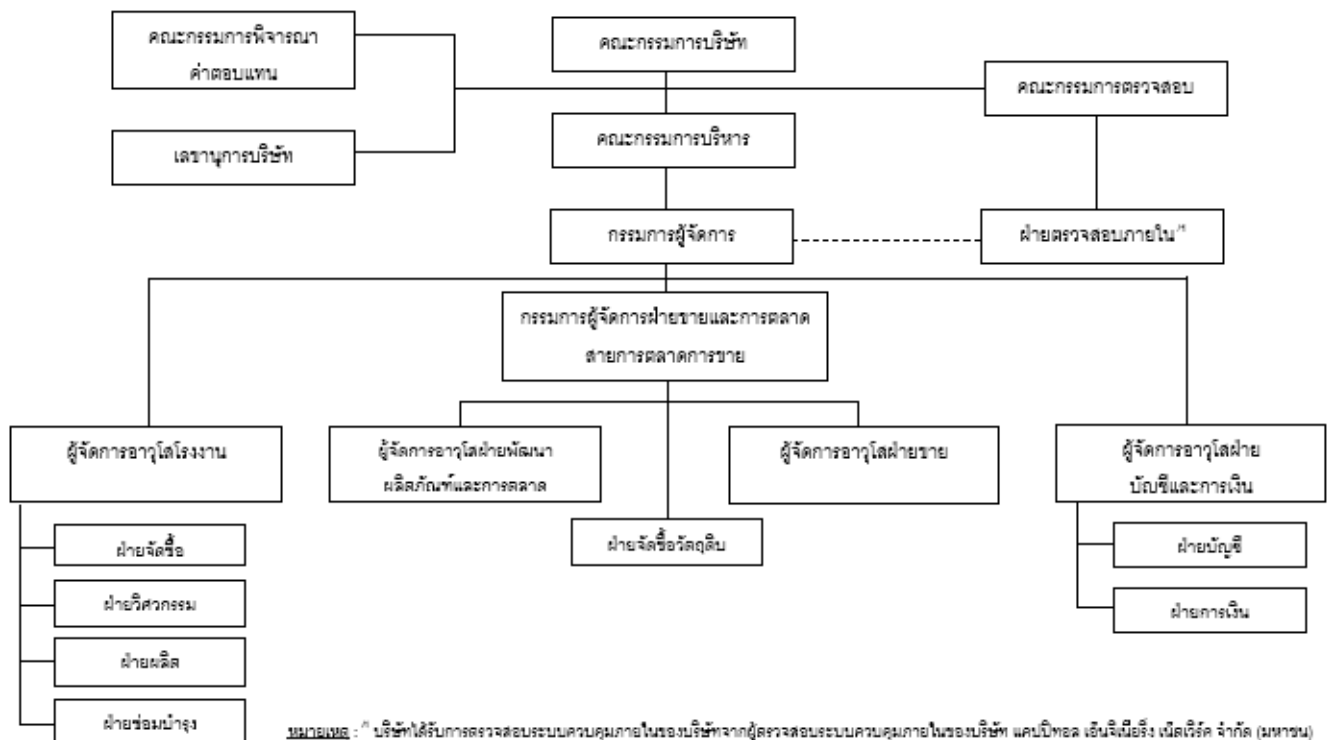 คณะกรรมการพิจารณา
ค่าตอบแทน
คณะกรรมการบริษัท
คณะกรรมการตรวจสอบ
เลขานุการบริษัท
คณะกรรมการบริหาร
กรรมการผู้จัดการ
ฝ่ายตรวจสอบภายใน /1
กรรมการผู้จัดการฝ่ายขายและการตลาด
สายการตลาดการขาย
ผู้จัดการอาวุโสโรงงาน
ผู้จัดการอาวุโสฝ่ายพัฒนา
ผลิตภัณฑ์และการตลาด
ผู้จัดการอาวุโสฝ่ายขาย
ผู้จัดการอาวุโสฝ่าย
บัญชีและการเงิน
ฝ่ายจัดซื้อ
ฝ่ายวิศวกรรม
ฝ่ายผลิต
ฝ่ายซ่อมบำรุง
ฝ่ายจัดซื้อวัตถุดิบ
ฝ่ายบัญชี
ฝ่ายการเงิน
หมายเหตุ : /1 บริษัทได้รับการตรวจสอบระบบควบคุมภายในของบริษัทจากผู้ตรวจสอบระบบควบคุมภายในของบริษัท แคปปิทอล เอ็นจิเนียริ่ง เน็ตเวิร์ค จำกัด (มหาชน)